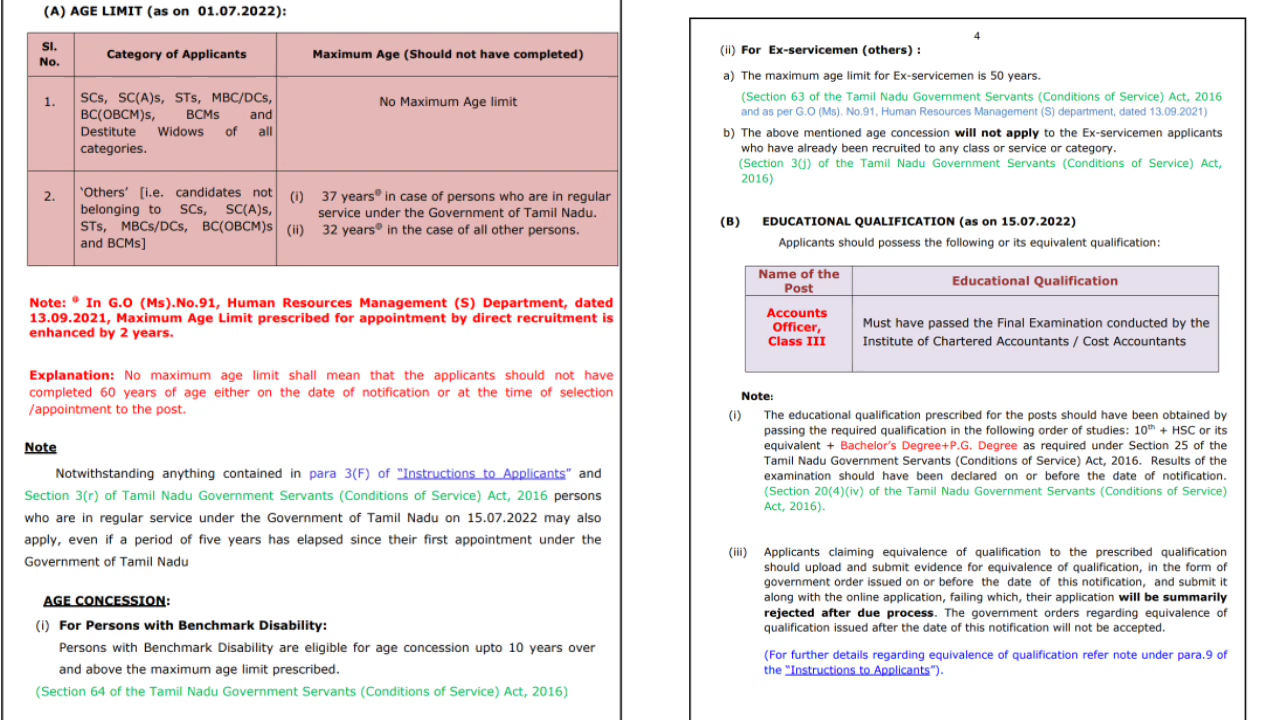 (A) AGE LIMIT (as on 01.07.2022):
Sl. No.
Category of Applicants
Maximum Age (Should not have completed)
1.
SCs, SC(A)s, STs, MBC/DCs,
BC(OBCM)s, BCMs and
Destitute Widows of all
categories.
No Maximum Age limit
2.
‘Others’ [i.e. candidates not
belonging to SCs, SC(A)s,
STs, MBCs/DCs, BC(OBCM)s
and BCMs]
(i) 37 years@ in case of persons who are in regular
service under the Government of Tamil Nadu.
(ii) 32 years@ in the case of all other persons.
Note: @ In G.O (Ms).No.91, Human Resources Management (S) Department, dated
13.09.2021, Maximum Age Limit prescribed for appointment by direct recruitment is
enhanced by 2 years.
Explanation: No maximum age limit shall mean that the applicants should not have
completed 60 years of age either on the date of notification or at the time of selection
/appointment to the post.
Note
Notwithstanding anything contained in para 3(F) of “Instructions to Applicants” and
Section 3(r) of Tamil Nadu Government Servants (Conditions of Service) Act, 2016 persons
who are in regular service under the Government of Tamil Nadu on 15.07.2022 may also
apply, even if a period of five years has elapsed since their first appointment under the
Government of Tamil Nadu
AGE CONCESSION:
(i) For Persons with Benchmark Disability:
Persons with Benchmark Disability are eligible for age concession upto 10 years over
and above the maximum age limit prescribed.
(Section 64 of the Tamil Nadu Government Servants (Conditions of Service) Act, 2016)
4
(ii) For Ex-servicemen (others) :
a) The maximum age limit for Ex-servicemen is 50 years.
(Section 63 of the Tamil Nadu Government Servants (Conditions of Service) Act, 2016
and as per G.O (Ms). No.91, Human Resources Management (S) department, dated 13.09.2021)
b) The above mentioned age concession will not apply to the Ex-servicemen applicants
who have already been recruited to any class or service or category.
(Section 3(j) of the Tamil Nadu Government Servants (Conditions of Service) Act,
2016)
(B) EDUCATIONAL QUALIFICATION (as on 15.07.2022)
Applicants should possess the following or its equivalent qualification:
Name of the
Post
Educational Qualification
Accounts
Officer,
Class III
Must have passed the Final Examination conducted by the
Institute of Chartered Accountants / Cost Accountants
Note:
(i) The educational qualification prescribed for the posts should have been obtained by
passing the required qualification in the following order of studies: 10th + HSC or its
equivalent + Bachelor’s Degree+P.G. Degree as required under Section 25 of the
Tamil Nadu Government Servants (Conditions of Service) Act, 2016. Results of the
examination should have been declared on or before the date of notification.
(Section 20(4)(iv) of the Tamil Nadu Government Servants (Conditions of Service)
Act, 2016).
(iii) Applicants claiming equivalence of qualification to the prescribed qualification
should upload and submit evidence for equivalence of qualification, in the form of
government order issued on or before the date of this notification, and submit it
along with the online application, failing which, their application will be summarily
rejected after due process. The government orders regarding equivalence of
qualification issued after the date of this notification will not be accepted.
(For further details regarding equivalence of qualification refer note under para.9 of
the “Instructions to Applicants”).